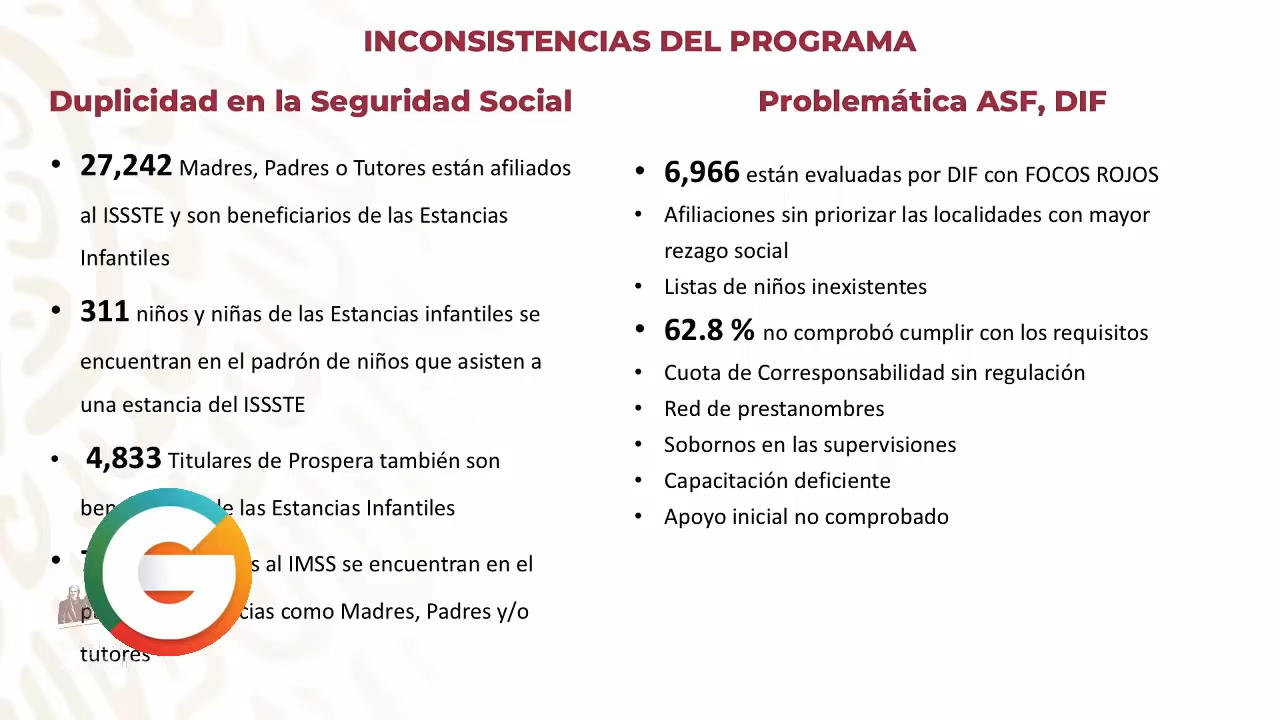 INCONSISTENCIAS DEL PROGRAMA
Duplicidad en la Seguridad Social
• 27,242 Madres, Padres o Tutores están afiliados
al ISSSTE y son beneficiarios de las Estancias
Infantiles
• 311 niños y niñas de las Estancias infantiles se
encuentran en el padrón de niños que asisten a
una estancia del ISSSTE
• 4,833 Titulares de Prospera también son
de las Estancias Infantiles
• al IMSS se encuentran en el
como Madres, Padres y/o
tutores
Problemática ASF, DIF
• 6,966 están evaluadas por DIF con FOCOS ROJOS
• Afiliaciones sin priorizar las localidades con mayor
rezago social
• Listas de niños inexistentes
• 62.8 % no comprobó cumplir con los requisitos
• Cuota de Corresponsabilidad sin regulación
• Red de prestanombres
• Sobornos en las supervisiones
• Capacitación deficiente
• Apoyo inicial no comprobado
G